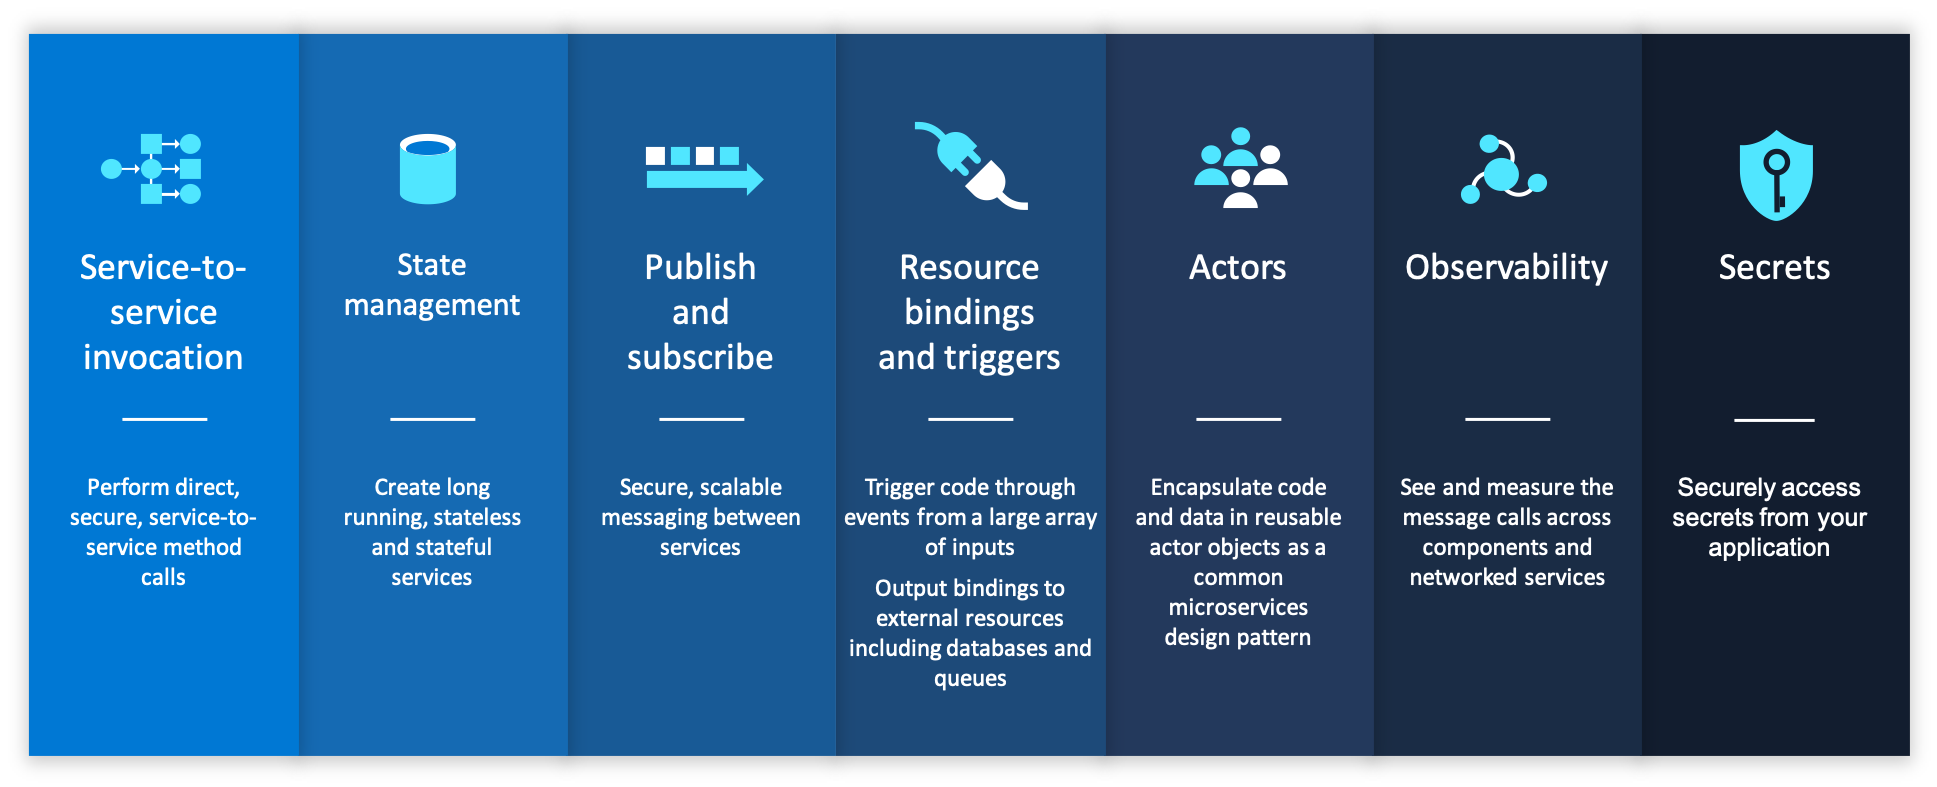 Service-to-
service
invocation
Perform direct,
secure, service-to-
service method
calls
State
management
Create long
running, stateless
and stateful
services
Publish
and
subscribe
Secure, scalable
messaging between
services
Resource
bindings
and triggers
Trigger code through
events from a large array
of inputs
Output bindings to
external resources
including databases and
queues
Actors
Encapsulate code
and data in reusable
actor objects as a
common
microservices
design pattern
Observability
See and measure the
message calls across
components and
networked services
Secrets
Securely access
secrets from your
application